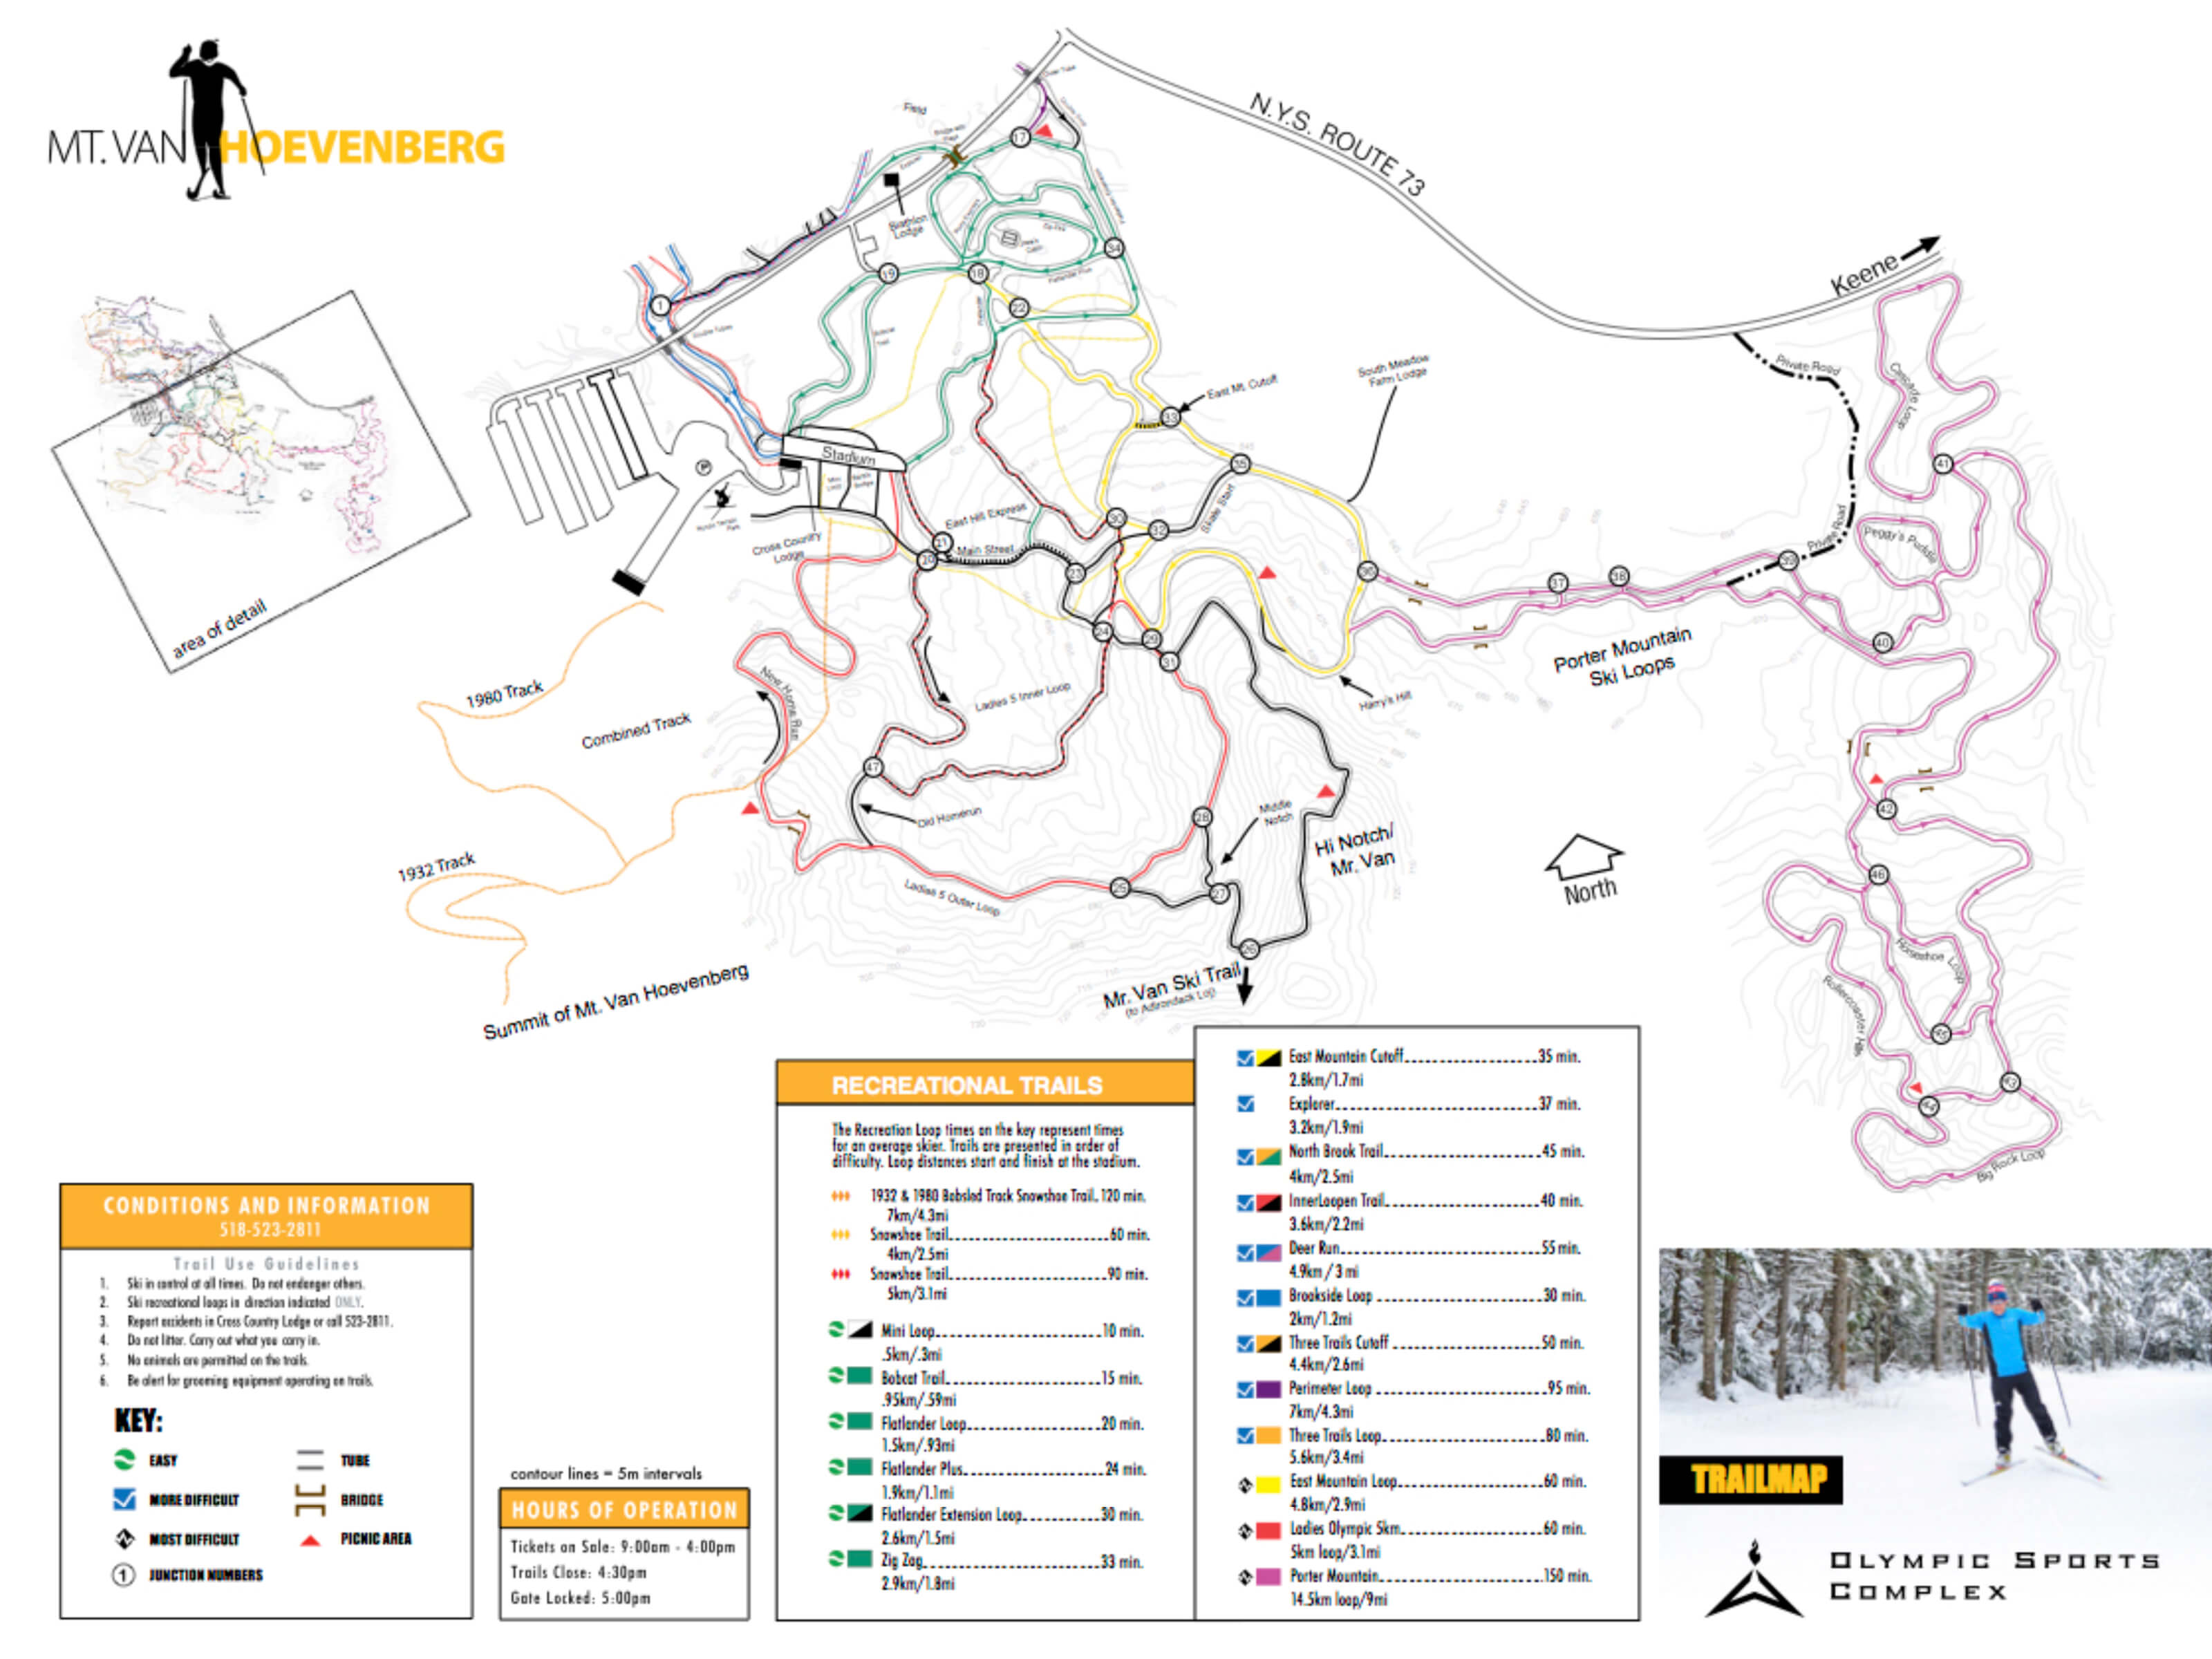 MT. VAN HOEVENBERG
N.Y.S. ROUTE 73
Keene
Field
Biathlon
Lodge
Explorer
Flatlander Plus
East Mt. Cutoff
South Meadow
Farm Lodge
Private Road
Cascade
Loop
Private Road
Peggy's Puddle
Stadium
Skate Start
East Hill Express
Main Street
Cross Country
Lodge
area of detail
1980 Track
Combined Track
New Home Run
Ladies 5 Inner Loop
Harry's Hill
Porter Mountain
Ski Loops
Old Homerun
Middle
Notch
Hi Notch/
Mr. Van
North
1932 Track
Ladies 5 Outer Loop
Horseshoe Loop
Rollercoaster Hills
Summit of Mt. Van Hoevenberg
Mr. Van Ski Trail
(to Adirondack Loj)
Big Rock Loop
1
17
18
19
20
21
22
23
24
25
26
27
28
29
30
31
32
33
34
35
36
37
38
39
40
41
42
43
44
45
46
47
CONDITIONS AND INFORMATION
518-523-2811
Trail Use Guidelines
1. Ski in control at all times. Do not endanger others.
2. Ski recreational loops in direction indicated ONLY.
3. Report accidents in Cross Country Lodge or call 523-2811.
4. Do not litter. Carry out what you carry in.
5. No animals are permitted on the trails.
6. Be alert for grooming equipment operating on trails.
KEY:
EASY
MORE DIFFICULT
MOST DIFFICULT
1 JUNCTION NUMBERS
TUBE
BRIDGE
PICNIC AREA
contour lines = 5m intervals
HOURS OF OPERATION
Tickets on Sale: 9:00am - 4:00pm
Trails Close: 4:30pm
Gate Locked: 5:00pm
RECREATIONAL TRAILS
The Recreation Loop times on the key represent times
for an average skier. Trails are presented in order of
difficulty. Loop distances start and finish at the stadium.
1932 & 1980 Bobsled Track Snowshoe Trail. 120 min.
7km/4.3mi
Snowshoe Trail 60 min.
4km/2.5mi
Snowshoe Trail 90 min.
5km/3.1mi
Mini Loop 10 min.
.5km/.3mi
Bobcat Trail 15 min.
.95km/.59mi
Flatlander Loop 20 min.
1.5km/.93mi
Flatlander Plus 24 min.
1.9km/1.1mi
Flatlander Extension Loop 30 min.
2.6km/1.5mi
Zig Zag 33 min.
2.9km/1.8mi
East Mountain Cutoff 35 min.
2.8km/1.7mi
Explorer 37 min.
3.2km/1.9mi
North Brook Trail 45 min.
4km/2.5mi
InnerLoopen Trail 40 min.
3.6km/2.2mi
Deer Run 55 min.
4.9km / 3 mi
Brookside Loop 30 min.
2km/1.2mi
Three Trails Cutoff 50 min.
4.4km/2.6mi
Perimeter Loop 95 min.
7km/4.3mi
Three Trails Loop 80 min.
5.6km/3.4mi
East Mountain Loop 60 min.
4.8km/2.9mi
Ladies Olympic 5km 60 min.
5km loop/3.1mi
Porter Mountain 150 min.
14.5km loop/9mi
TRAILMAP
OLYMPIC SPORTS
COMPLEX